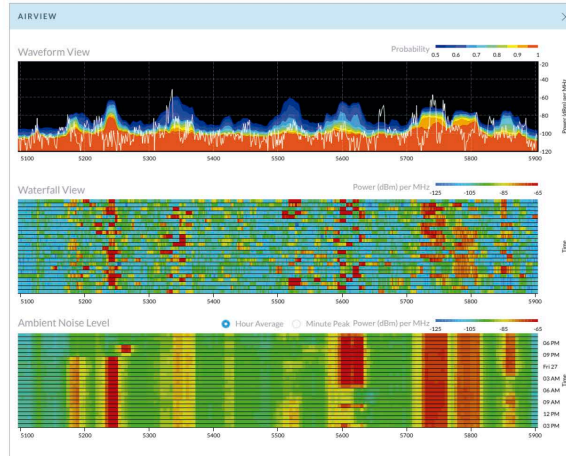 AIRVIEW
Waveform View
Probability
0.5 0.6 0.7 0.8 0.9 1
-20
-40
-60
-80
-100
-120
Power (dBm) per MHz
5100 5200 5300 5400 5500 5600 5700 5800 5900
Waterfall View
Power (dBm) per MHz
-125 -105 -85 -65
Time
5100 5200 5300 5400 5500 5600 5700 5800 5900
Ambient Noise Level
Hour Average Minute Peak Power (dBm) per MHz
-125 -105 -85 -65
06 PM
09 PM
Fri 27
03 AM
06 AM
09 AM
12 PM
03 PM
Time
5100 5200 5300 5400 5500 5600 5700 5800 5900